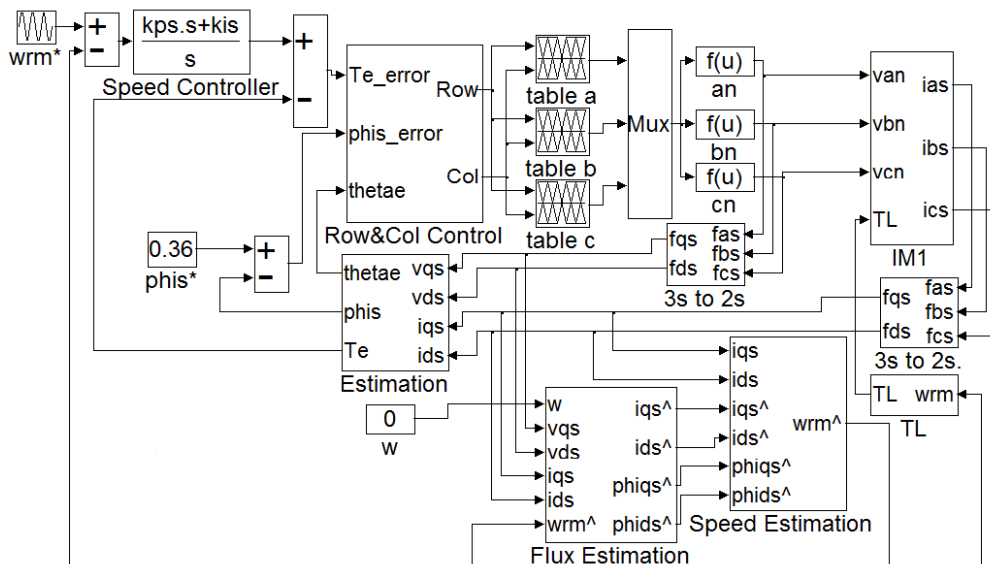 wrm*
+
−
kps.s+kis
s
Speed Controller
+
−
Te_error
phis_error
thetae
Row
Col
Row&Col Control
table a
table b
table c
Mux
f(u)
an
f(u)
bn
f(u)
cn
van
vbn
vcn
TL
ias
ibs
ics
IM1
0.36
phis*
+
−
thetae
phis
Te
vqs
vds
iqs
ids
Estimation
fqs
fds
fas
fbs
fcs
3s to 2s
fqs
fds
fas
fbs
fcs
3s to 2s.
TL
wrm
TL
0
w
w
vqs
vds
iqs
ids
wrm^
iqs^
ids^
phiqs^
phids^
Flux Estimation
iqs
ids
iqs^
ids^
phiqs^
phids^
wrm^
Speed Estimation